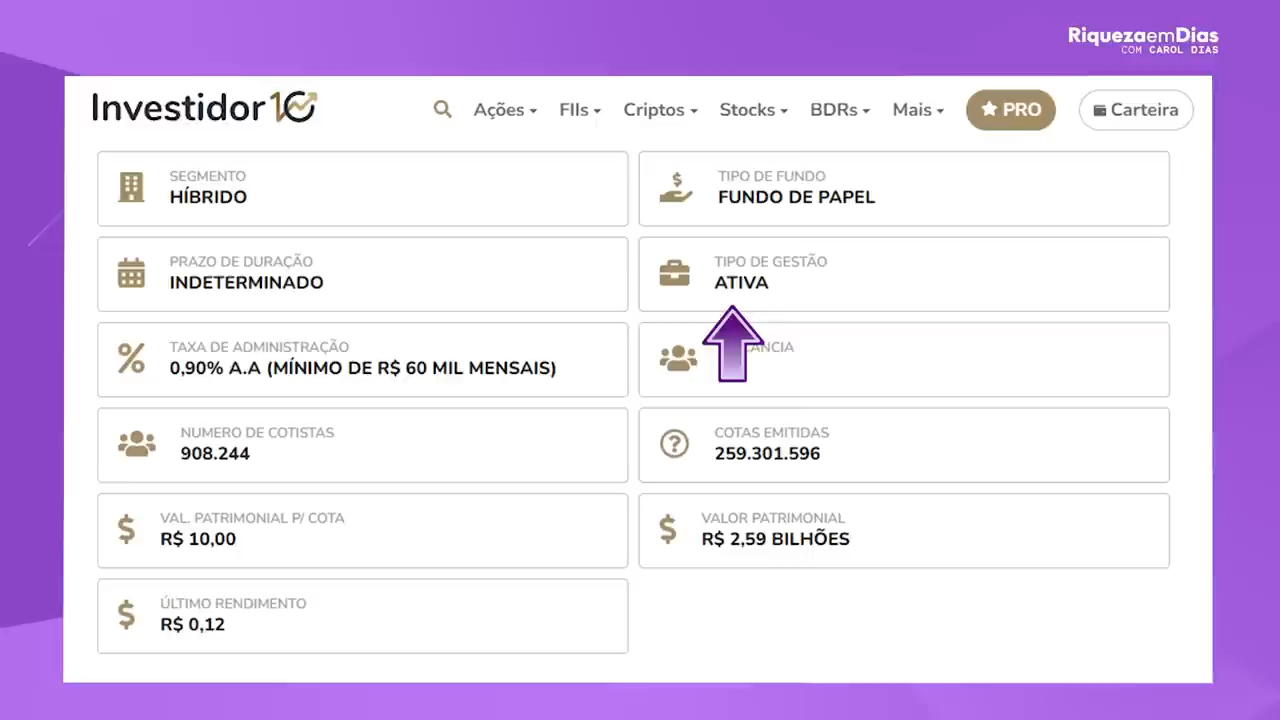 RiquezaemDias
COM CAROL DIAS
Investidor 10
Ações
FIIs
Criptos
Stocks
BDRs
Mais
PRO
Carteira
SEGMENTO
HÍBRIDO
TIPO DE FUNDO
FUNDO DE PAPEL
PRAZO DE DURAÇÃO
INDETERMINADO
TIPO DE GESTÃO
ATIVA
TAXA DE ADMINISTRAÇÃO
0,90% A.A (MÍNIMO DE R$ 60 MIL MENSAIS)
NUMERO DE COTISTAS
908.244
COTAS EMITIDAS
259.301.596
VAL. PATRIMONIAL P/ COTA
R$ 10,00
VALOR PATRIMONIAL
R$ 2,59 BILHÕES
ÚLTIMO RENDIMENTO
R$ 0,12